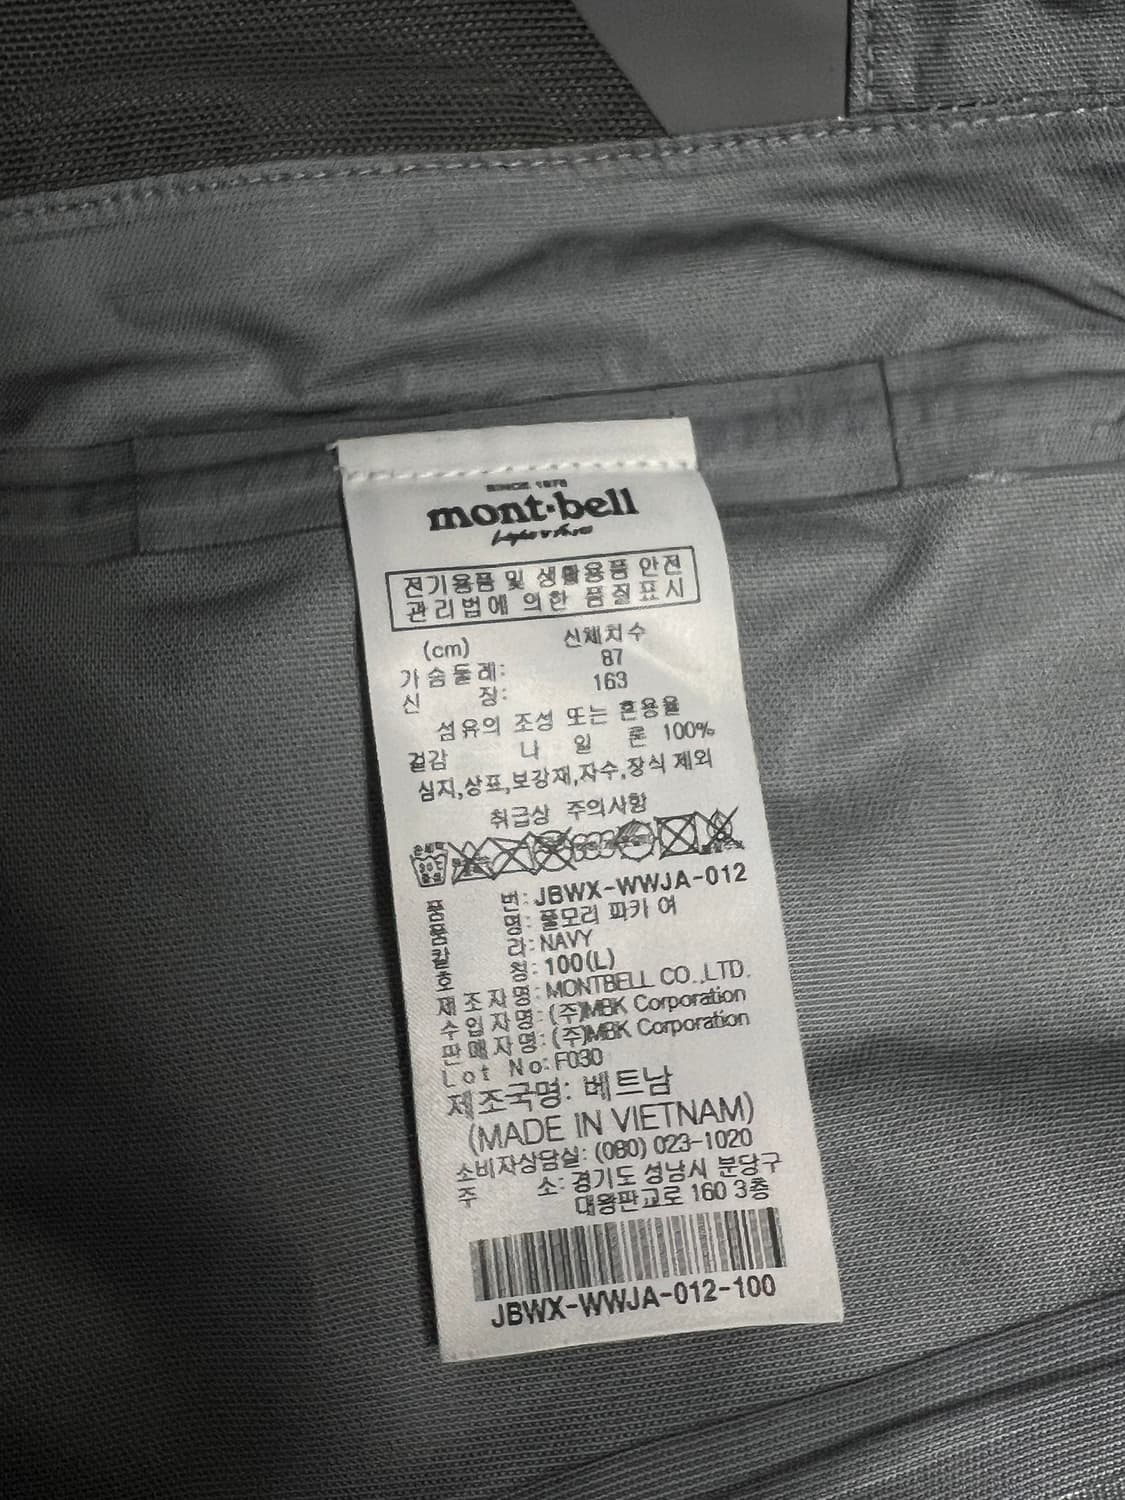 SINCE 1975
mont·bell
전기용품 및 생활용품 안전
관리법에 의한 품질표시
(cm) 신체치수
가슴둘레: 87
신 장: 163
섬유의 조성 또는 혼용율
겉감 나 일 론 100%
심지,상표,보강재,자수,장식 제외
취급상 주의사항
손세탁
품 번: JBWX-WWJA-012
품 명: 풀모리 파카 여
칼 라: NAVY
호 칭: 100(L)
제조자명: MONTBELL CO.,LTD.
수입자명: (주)MBK Corporation
판매자명: (주)MBK Corporation
Lot No: F030
제조국명: 베트남
(MADE IN VIETNAM)
소비자상담실: (080) 023-1020
주 소: 경기도 성남시 분당구
대왕판교로 160 3층
JBWX-WWJA-012-100